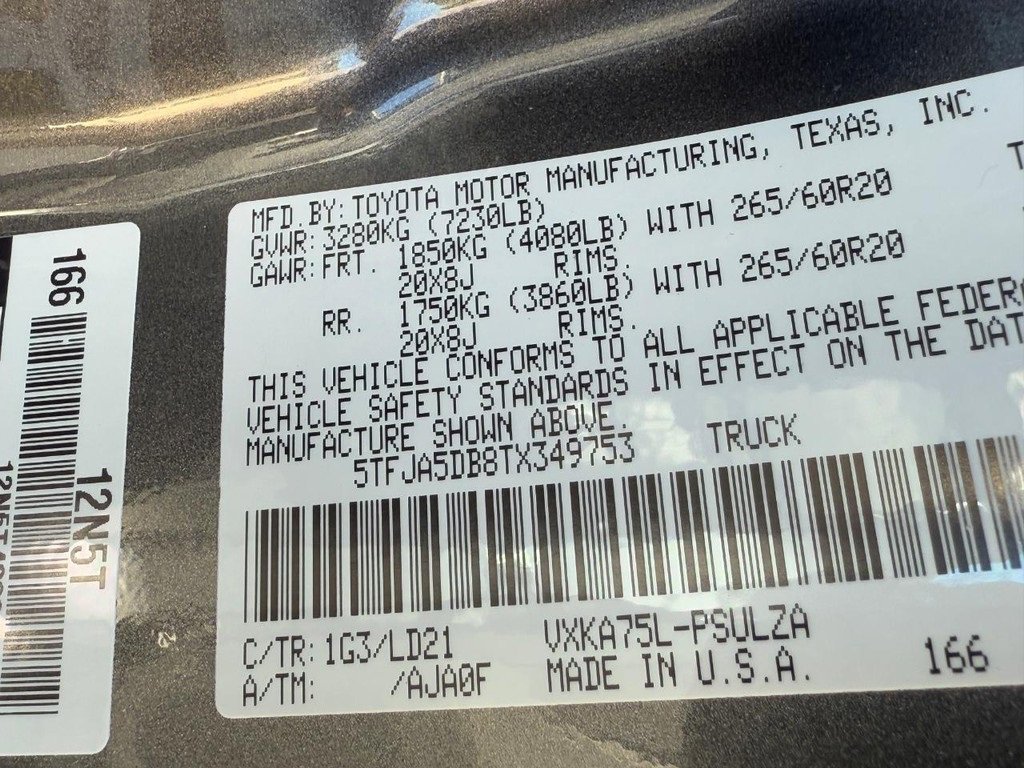 MFD.BY:TOYOTA MOTOR MANUFACTURING, TEXAS, INC.
GVWR:3280KG (7230LB)
GAWR:FRT. 1850KG (4080LB) WITH 265/60R20
20X8J RIMS
RR. 1750KG (3860LB) WITH 265/60R20
20X8J RIMS.
THIS VEHICLE CONFORMS TO ALL APPLICABLE FEDER
VEHICLE SAFETY STANDARDS IN EFFECT ON THE DAT
MANUFACTURE SHOWN ABOVE.
5TFJA5DB8TX349753 TRUCK
C/TR:1G3/LD21 VXKA75L-PSULZA
A/TM: /AJA0F MADE IN U.S.A. 166
166
12N5T